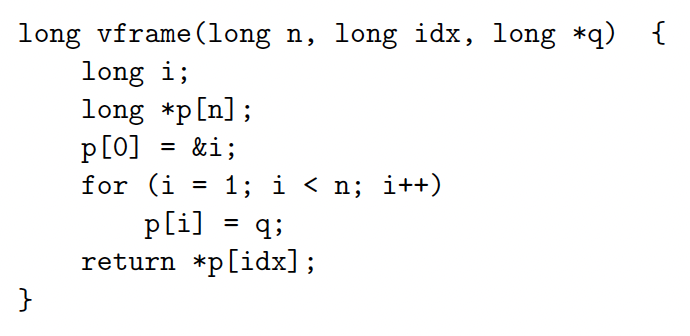 long vframe(long n, long idx, long *q)  {
    long i;
    long *p[n];
    p[0] = &i;
    for (i = 1; i < n; i++)
        p[i] = q;
    return *p[idx];
}